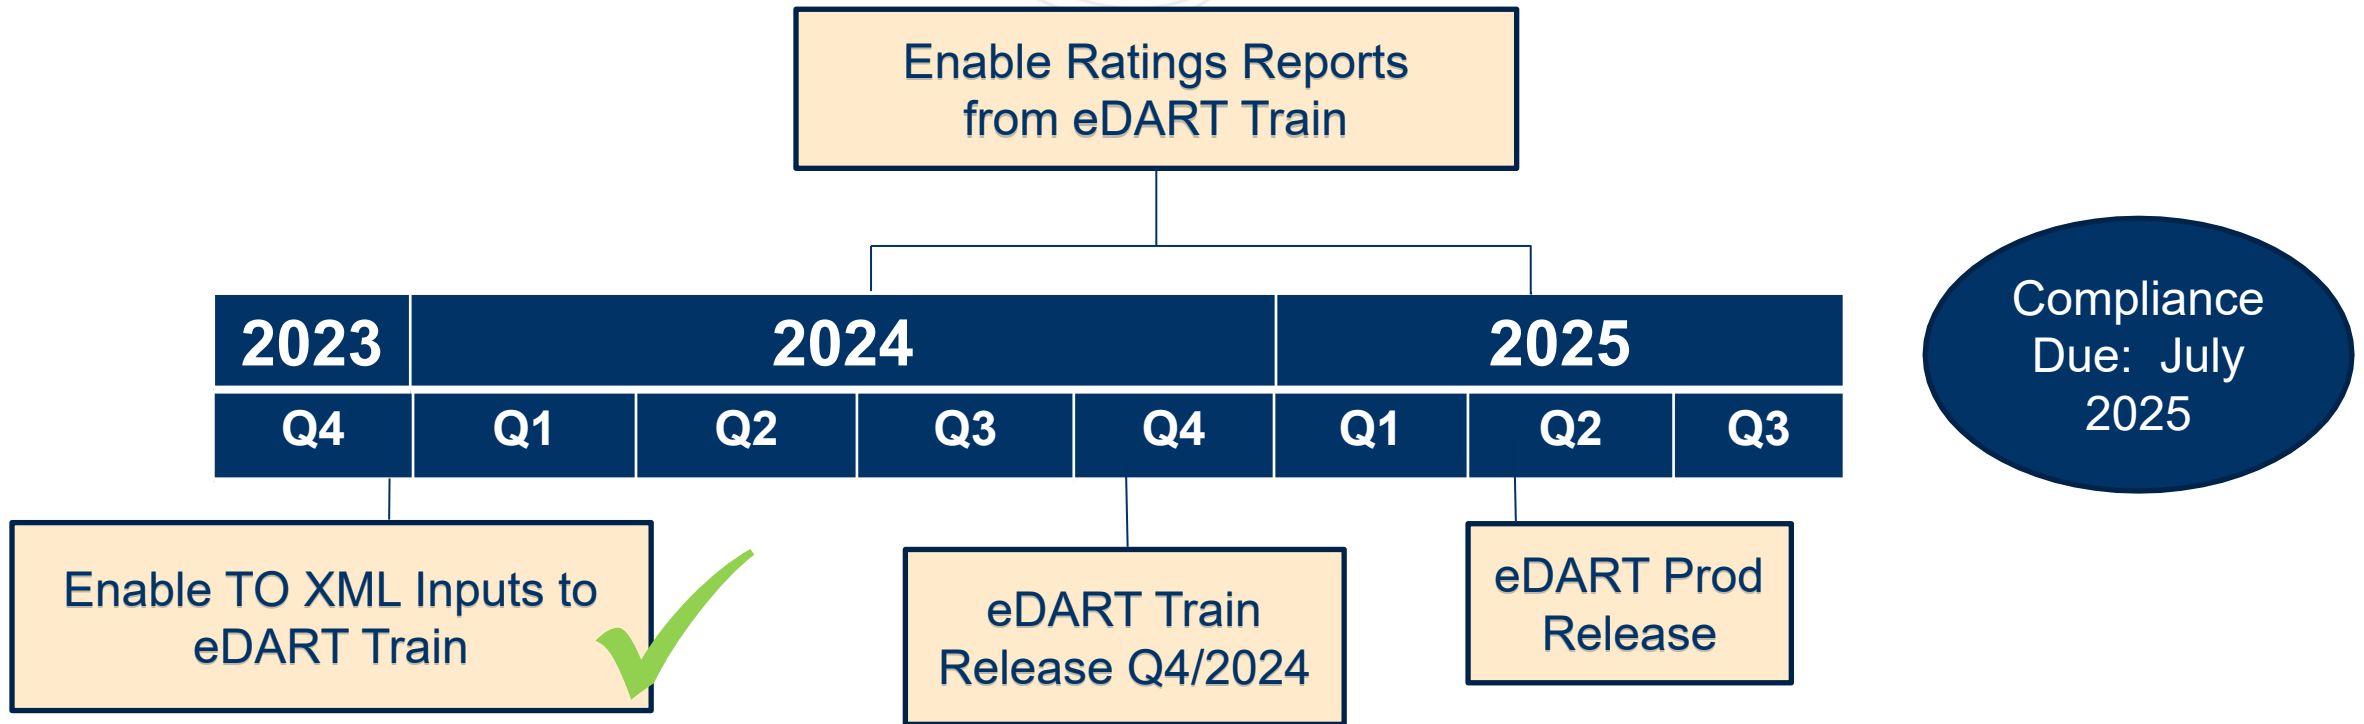 Enable Ratings Reports
from eDART Train
2023 2024 2025
Q4 Q1 Q2 Q3 Q4 Q1 Q2 Q3
Compliance
Due: July
2025
Enable TO XML Inputs to
eDART Train
eDART Train
Release Q4/2024
eDART Prod
Release